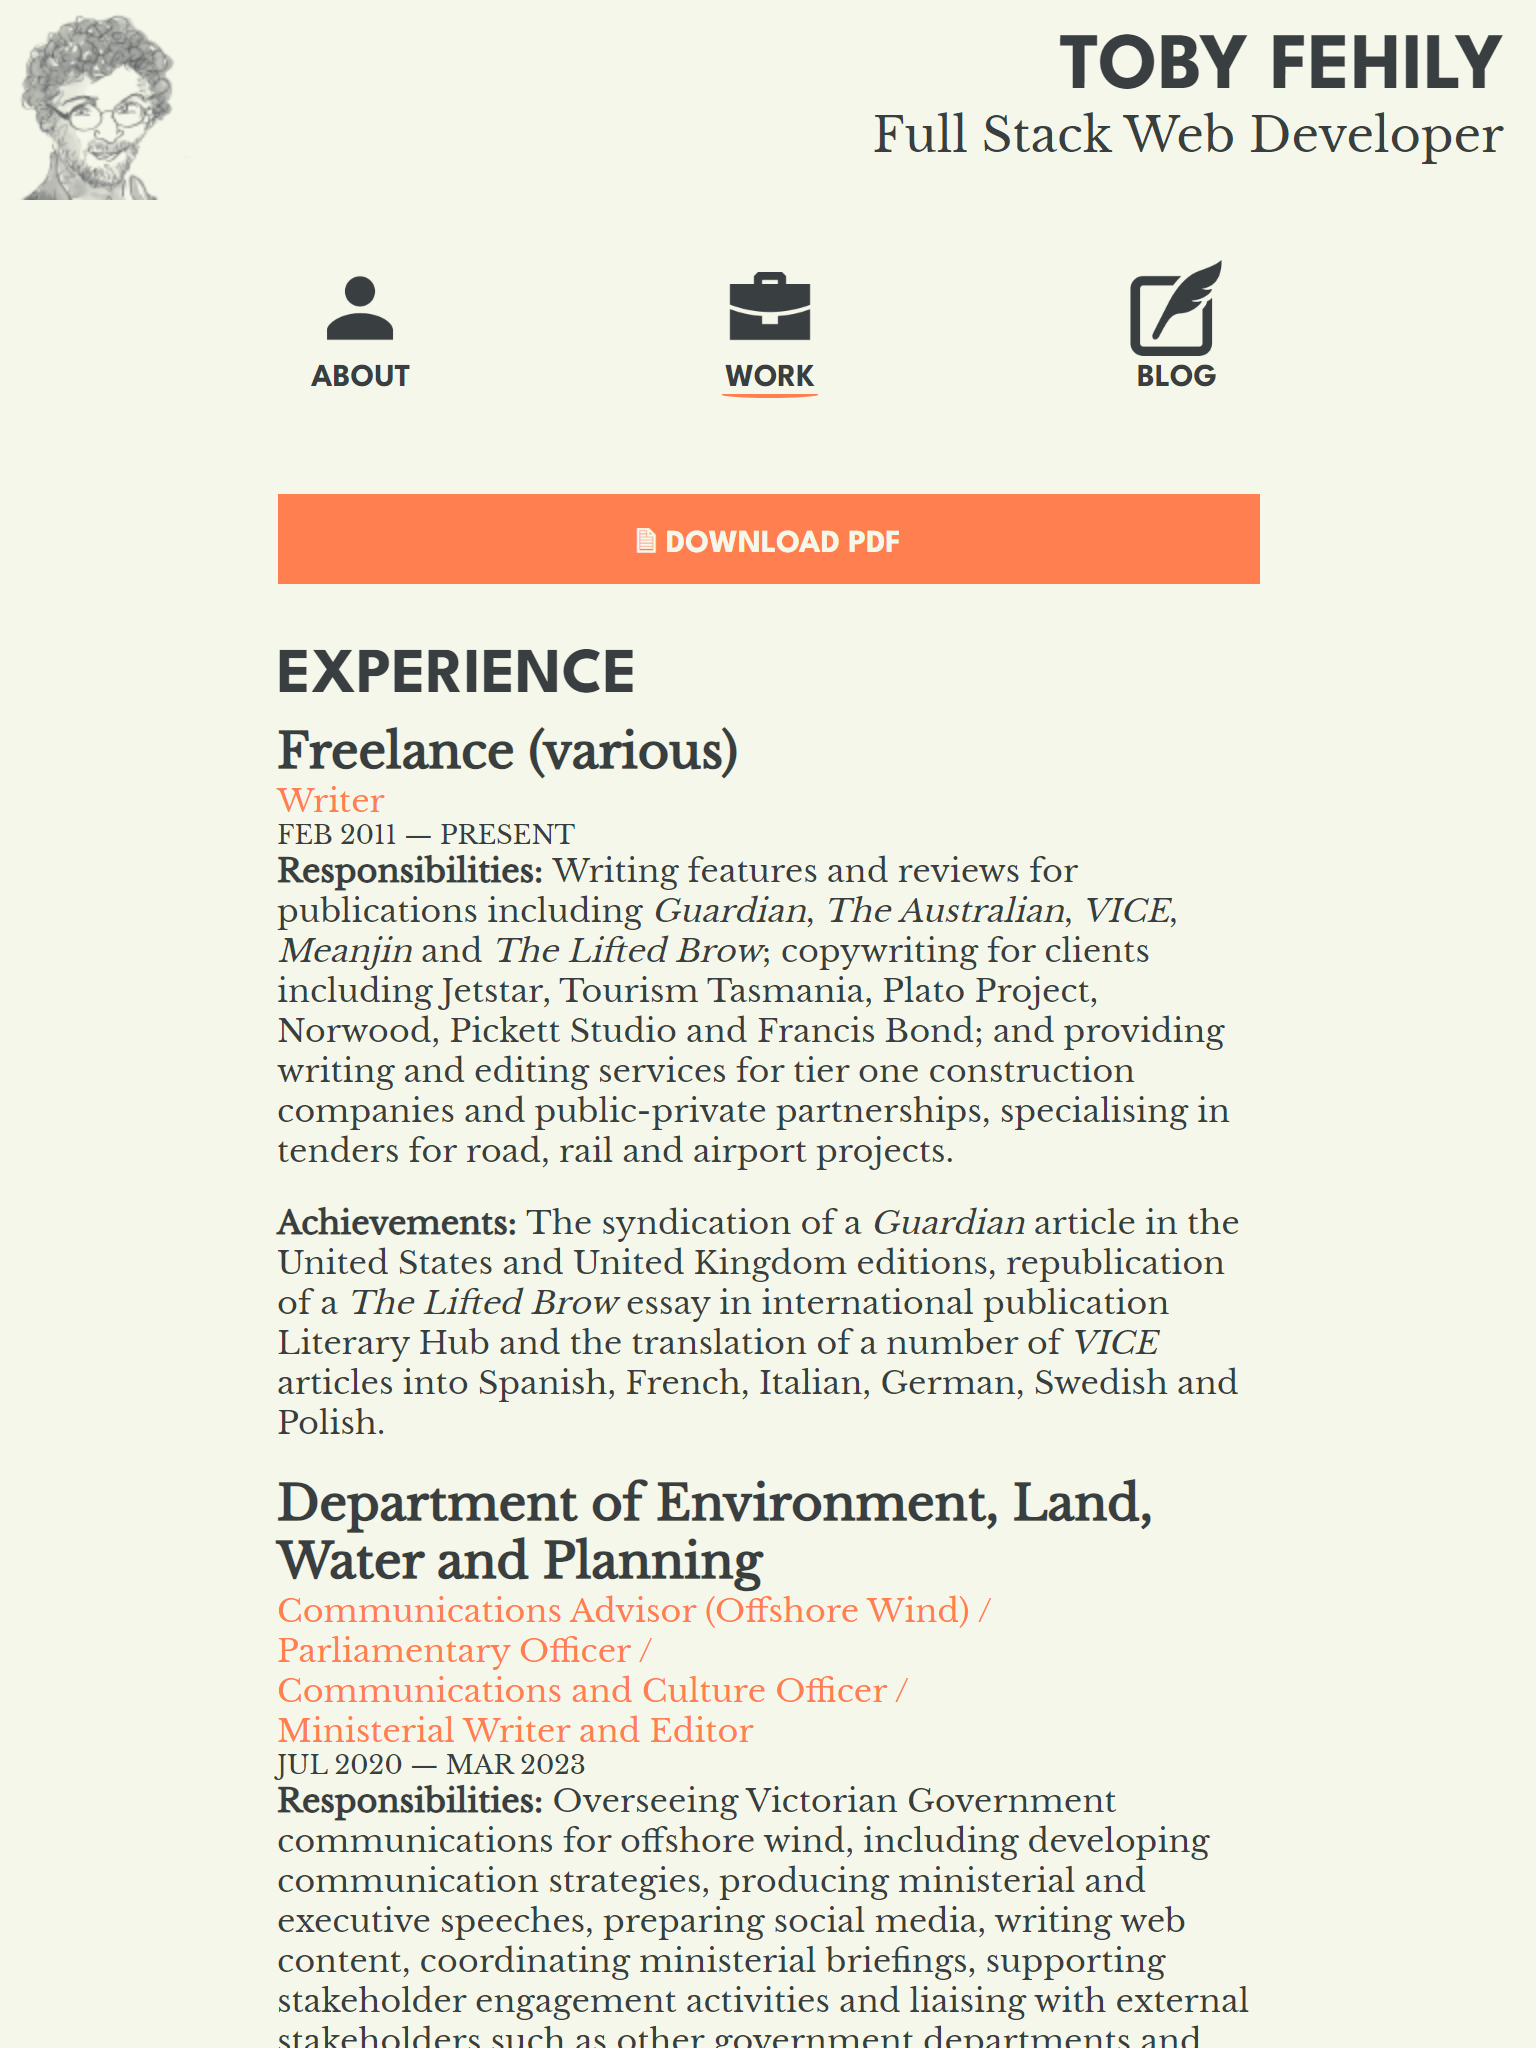 TOBY FEHILY
Full Stack Web Developer
ABOUT
WORK
BLOG
DOWNLOAD PDF
EXPERIENCE
Freelance (various)
Writer
FEB 2011 — PRESENT
Responsibilities: Writing features and reviews for
publications including Guardian, The Australian, VICE,
Meanjin and The Lifted Brow; copywriting for clients
including Jetstar, Tourism Tasmania, Plato Project,
Norwood, Pickett Studio and Francis Bond; and providing
writing and editing services for tier one construction
companies and public-private partnerships, specialising in
tenders for road, rail and airport projects.
Achievements: The syndication of a Guardian article in the
United States and United Kingdom editions, republication
of a The Lifted Brow essay in international publication
Literary Hub and the translation of a number of VICE
articles into Spanish, French, Italian, German, Swedish and
Polish.
Department of Environment, Land,
Water and Planning
Communications Advisor (Offshore Wind) /
Parliamentary Officer /
Communications and Culture Officer /
Ministerial Writer and Editor
JUL 2020 — MAR 2023
Responsibilities: Overseeing Victorian Government
communications for offshore wind, including developing
communication strategies, producing ministerial and
executive speeches, preparing social media, writing web
content, coordinating ministerial briefings, supporting
stakeholder engagement activities and liaising with external
stakeholders such as other government departments and